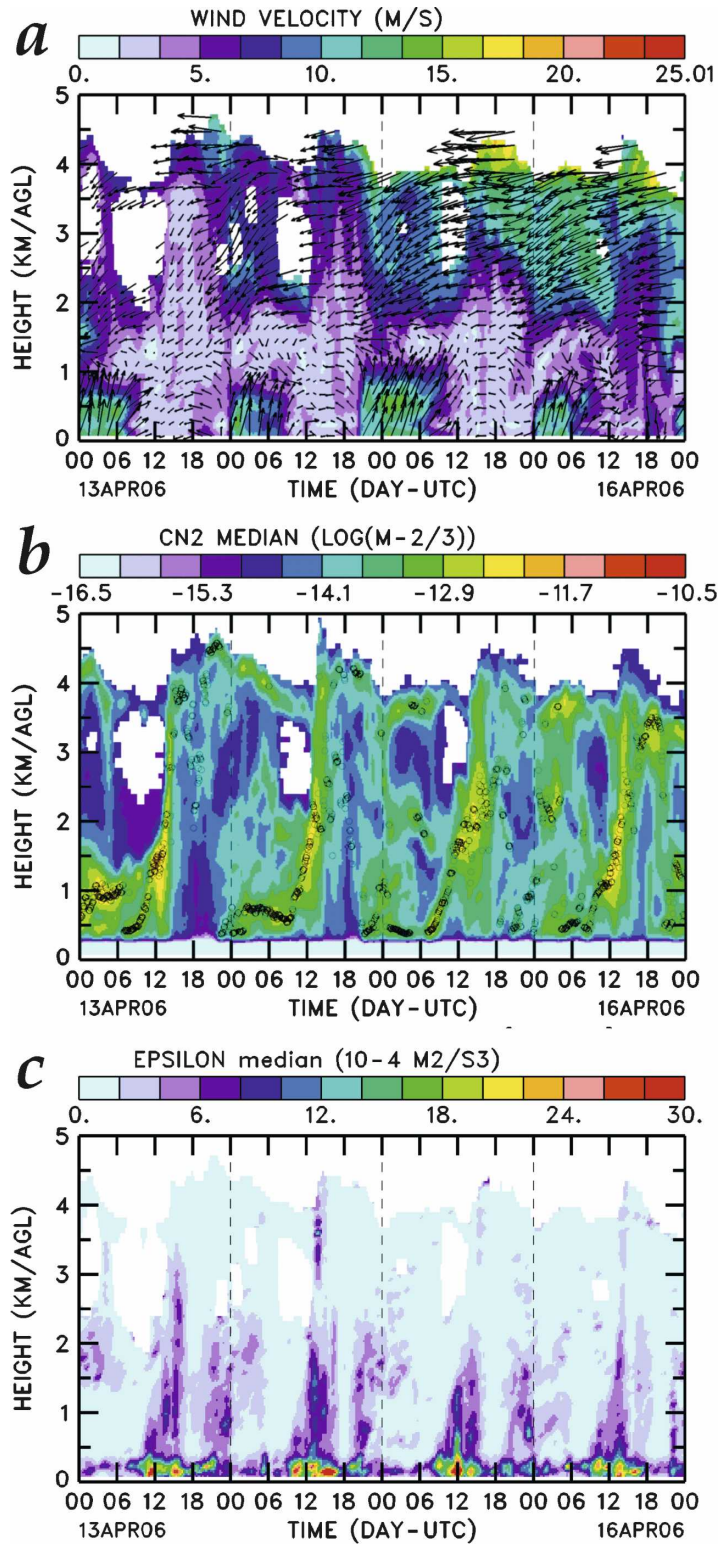 a
WIND VELOCITY (M/S)
0. 5. 10. 15. 20. 25.01
5
4
3
2
1
0
HEIGHT (KM/AGL)
00 06 12 18 00 06 12 18 00 06 12 18 00 06 12 18 00
13APR06 TIME (DAY-UTC) 16APR06
b
CN2 MEDIAN (LOG(M-2/3))
-16.5 -15.3 -14.1 -12.9 -11.7 -10.5
5
4
3
2
1
0
HEIGHT (KM/AGL)
00 06 12 18 00 06 12 18 00 06 12 18 00 06 12 18 00
13APR06 TIME (DAY-UTC) 16APR06
c
EPSILON median (10-4 M2/S3)
0. 6. 12. 18. 24. 30.
5
4
3
2
1
0
HEIGHT (KM/AGL)
00 06 12 18 00 06 12 18 00 06 12 18 00 06 12 18 00
13APR06 TIME (DAY-UTC) 16APR06